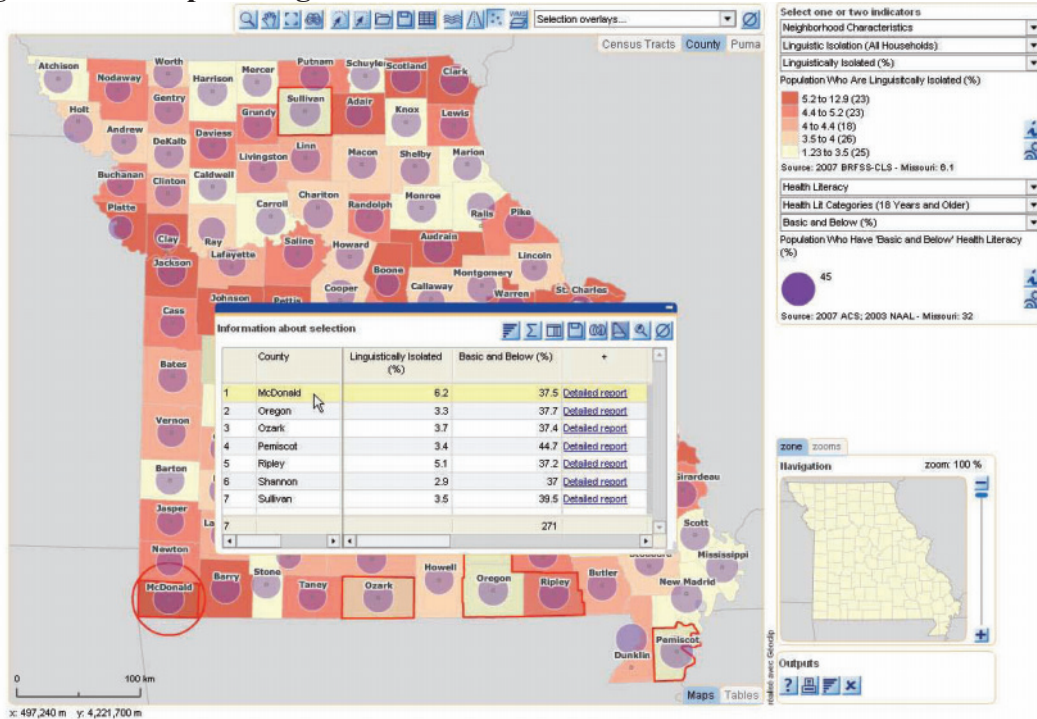 Selection overlays...
Census Tracts County Puma
Select one or two indicators
Neighborhood Characteristics
Linguistic Isolation (All Households)
Linguistically Isolated (%)
Population Who Are Linguistically Isolated (%)
5.2 to 12.9 (23)
4.4 to 5.2 (23)
4 to 4.4 (18)
3.5 to 4 (26)
1.23 to 3.5 (25)
Source: 2007 BRFSS-CLS - Missouri: 6.1
Health Literacy
Health Lit Categories (18 Years and Older)
Basic and Below (%)
Population Who Have 'Basic and Below' Health Literacy
(%)
45
Source: 2007 ACS; 2003 NAAL - Missouri: 32
Atchison Nodaway Worth Harrison Mercer Putnam Schuyler Scotland Clark
Holt Gentry Grundy Sullivan Adair Knox Lewis
Andrew DeKalb Daviess Livingston Linn Macon Shelby Marion
Buchanan Clinton Caldwell Carroll Chariton Randolph Monroe Ralls Pike
Platte Clay Ray Lafayette Saline Howard Audrain
Jackson Boone Callaway Montgomery Lincoln
Johnson Pettis Cooper Warren St. Charles
Cass
Bates
Vernon
Barton
Jasper La
Newton
McDonald Barry Stone Taney Ozark Howell Oregon Ripley Butler
Girardeau
Scott
Mississippi
New Madrid
Pemiscot
Dunklin
Information about selection
County Linguistically Isolated (%) Basic and Below (%) +
1 McDonald 6.2 37.5 Detailed report
2 Oregon 3.3 37.7 Detailed report
3 Ozark 3.7 37.4 Detailed report
4 Pemiscot 3.4 44.7 Detailed report
5 Ripley 5.1 37.2 Detailed report
6 Shannon 2.9 37 Detailed report
7 Sullivan 3.5 39.5 Detailed report
7 271
zone zooms
Navigation zoom: 100 %
Outputs
réalisé avec Géoclip
0 100 km
Maps Tables
x: 497,240 m y: 4,221,700 m